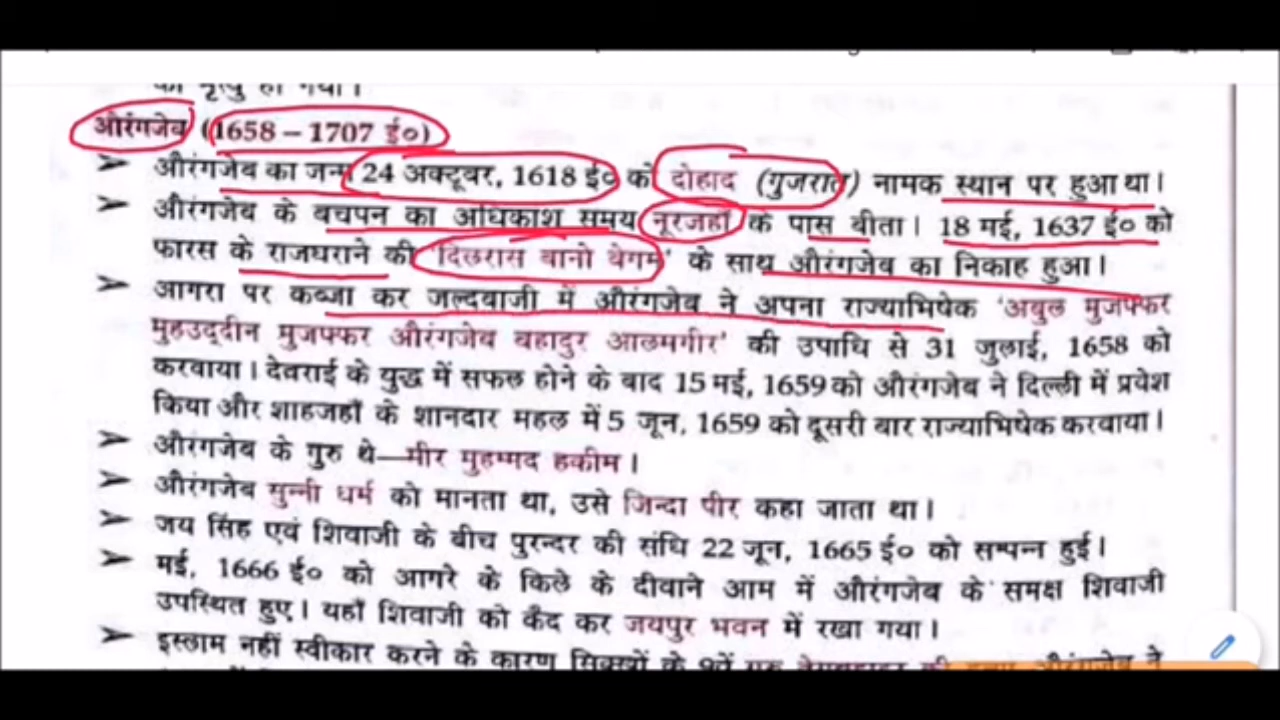 की मृत्यु हो गयी।
औरंगजेब (1658 – 1707 ई०)
➤ औरंगजेब का जन्म 24 अक्टूबर, 1618 ई० को दोहाद (गुजरात) नामक स्थान पर हुआ था।
➤ औरंगजेब के बचपन का अधिकांश समय नूरजहाँ के पास बीता। 18 मई, 1637 ई० को
फारस के राजघराने की 'दिलरास बानो बेगम' के साथ औरंगजेब का निकाह हुआ।
➤ आगरा पर कब्जा कर जल्दबाजी में औरंगजेब ने अपना राज्याभिषेक 'अबुल मुजफ्फर
मुहउद्दीन मुजफ्फर औरंगजेब बहादुर आलमगीर' की उपाधि से 31 जुलाई, 1658 को
करवाया। देवराई के युद्ध में सफल होने के बाद 15 मई, 1659 को औरंगजेब ने दिल्ली में प्रवेश
किया और शाहजहाँ के शानदार महल में 5 जून, 1659 को दूसरी बार राज्याभिषेक करवाया।
➤ औरंगजेब के गुरु थे—मीर मुहम्मद हकीम।
➤ औरंगजेब सुन्नी धर्म को मानता था, उसे जिन्दा पीर कहा जाता था।
➤ जय सिंह एवं शिवाजी के बीच पुरन्दर की संधि 22 जून, 1665 ई० को सम्पन्न हुई।
➤ मई, 1666 ई० को आगरे के किले के दीवाने आम में औरंगजेब के समक्ष शिवाजी
उपस्थित हुए। यहाँ शिवाजी को कैद कर जयपुर भवन में रखा गया।
➤ इस्लाम नहीं स्वीकार करने के कारण सिक्खों के 9वें गुरु तेगबहादुर की हत्या औरंगजेब ने